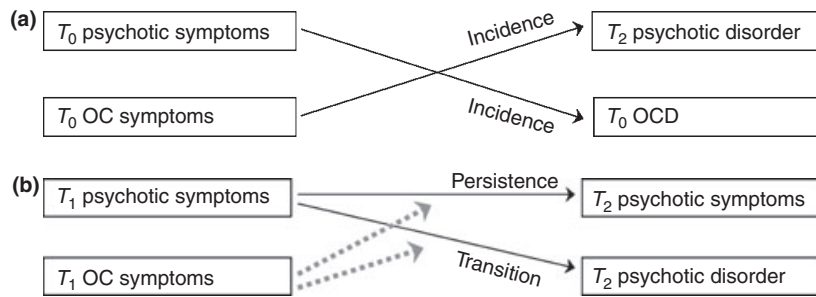 (a)
T0 psychotic symptoms
Incidence
T2 psychotic disorder
T0 OC symptoms
Incidence
T0 OCD
(b)
T1 psychotic symptoms
Persistence
T2 psychotic symptoms
T1 OC symptoms
Transition
T2 psychotic disorder